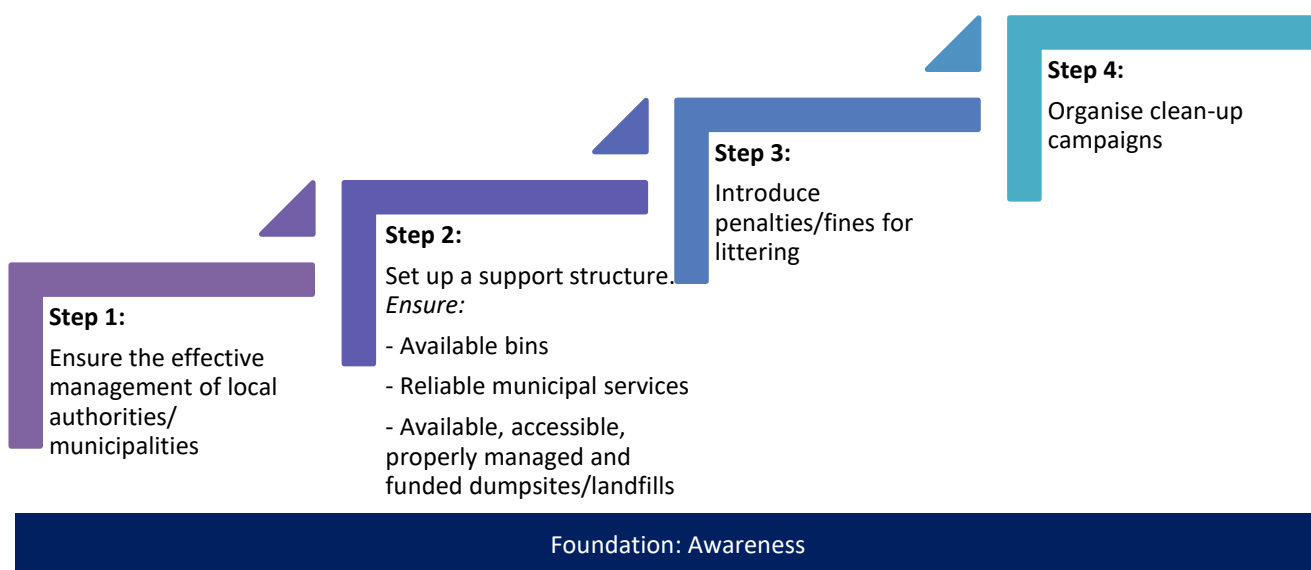 Step 1:
Ensure the effective
management of local
authorities/
municipalities
Step 2:
Set up a support structure.
Ensure:
- Available bins
- Reliable municipal services
- Available, accessible,
properly managed and
funded dumpsites/landfills
Step 3:
Introduce
penalties/fines for
littering
Step 4:
Organise clean-up
campaigns
Foundation: Awareness